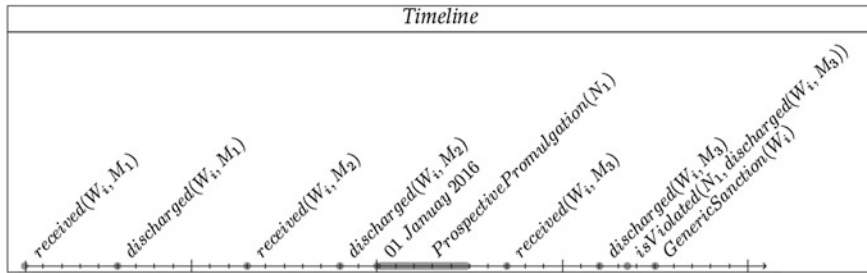 Timeline
received(W_i, M_1)
discharged(W_i, M_1)
received(W_i, M_2)
discharged(W_i, M_2)
01 January 2016
ProspectivePromulgation(N_1)
received(W_i, M_3)
discharged(W_i, M_3)
isViolated(N_1, discharged(W_i, M_3))
GenericSanction(W_i)